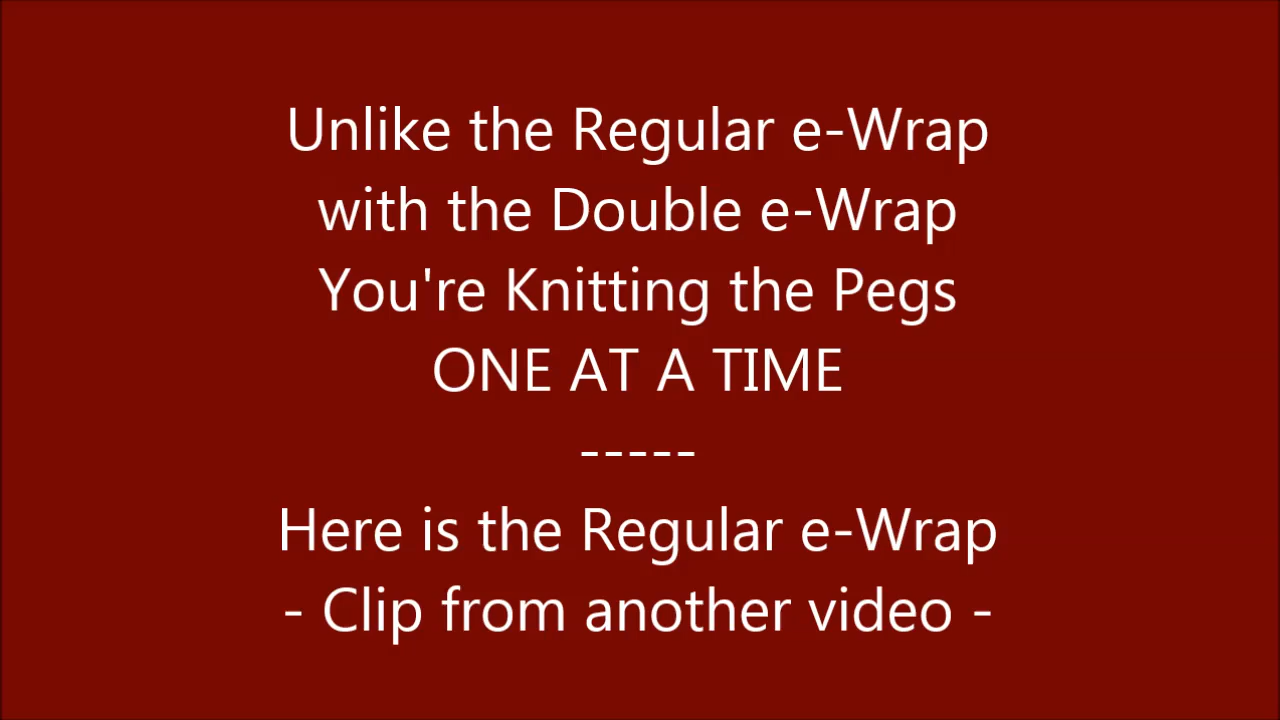 Unlike the Regular e-Wrap
with the Double e-Wrap
You're Knitting the Pegs
ONE AT A TIME
-----
Here is the Regular e-Wrap
- Clip from another video -